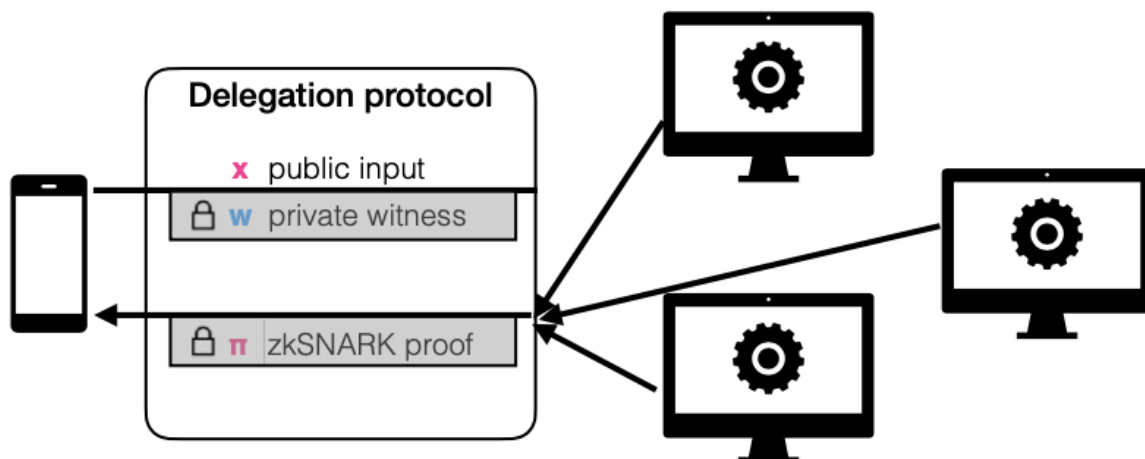 Delegation protocol
x public input
w private witness
π zkSNARK proof